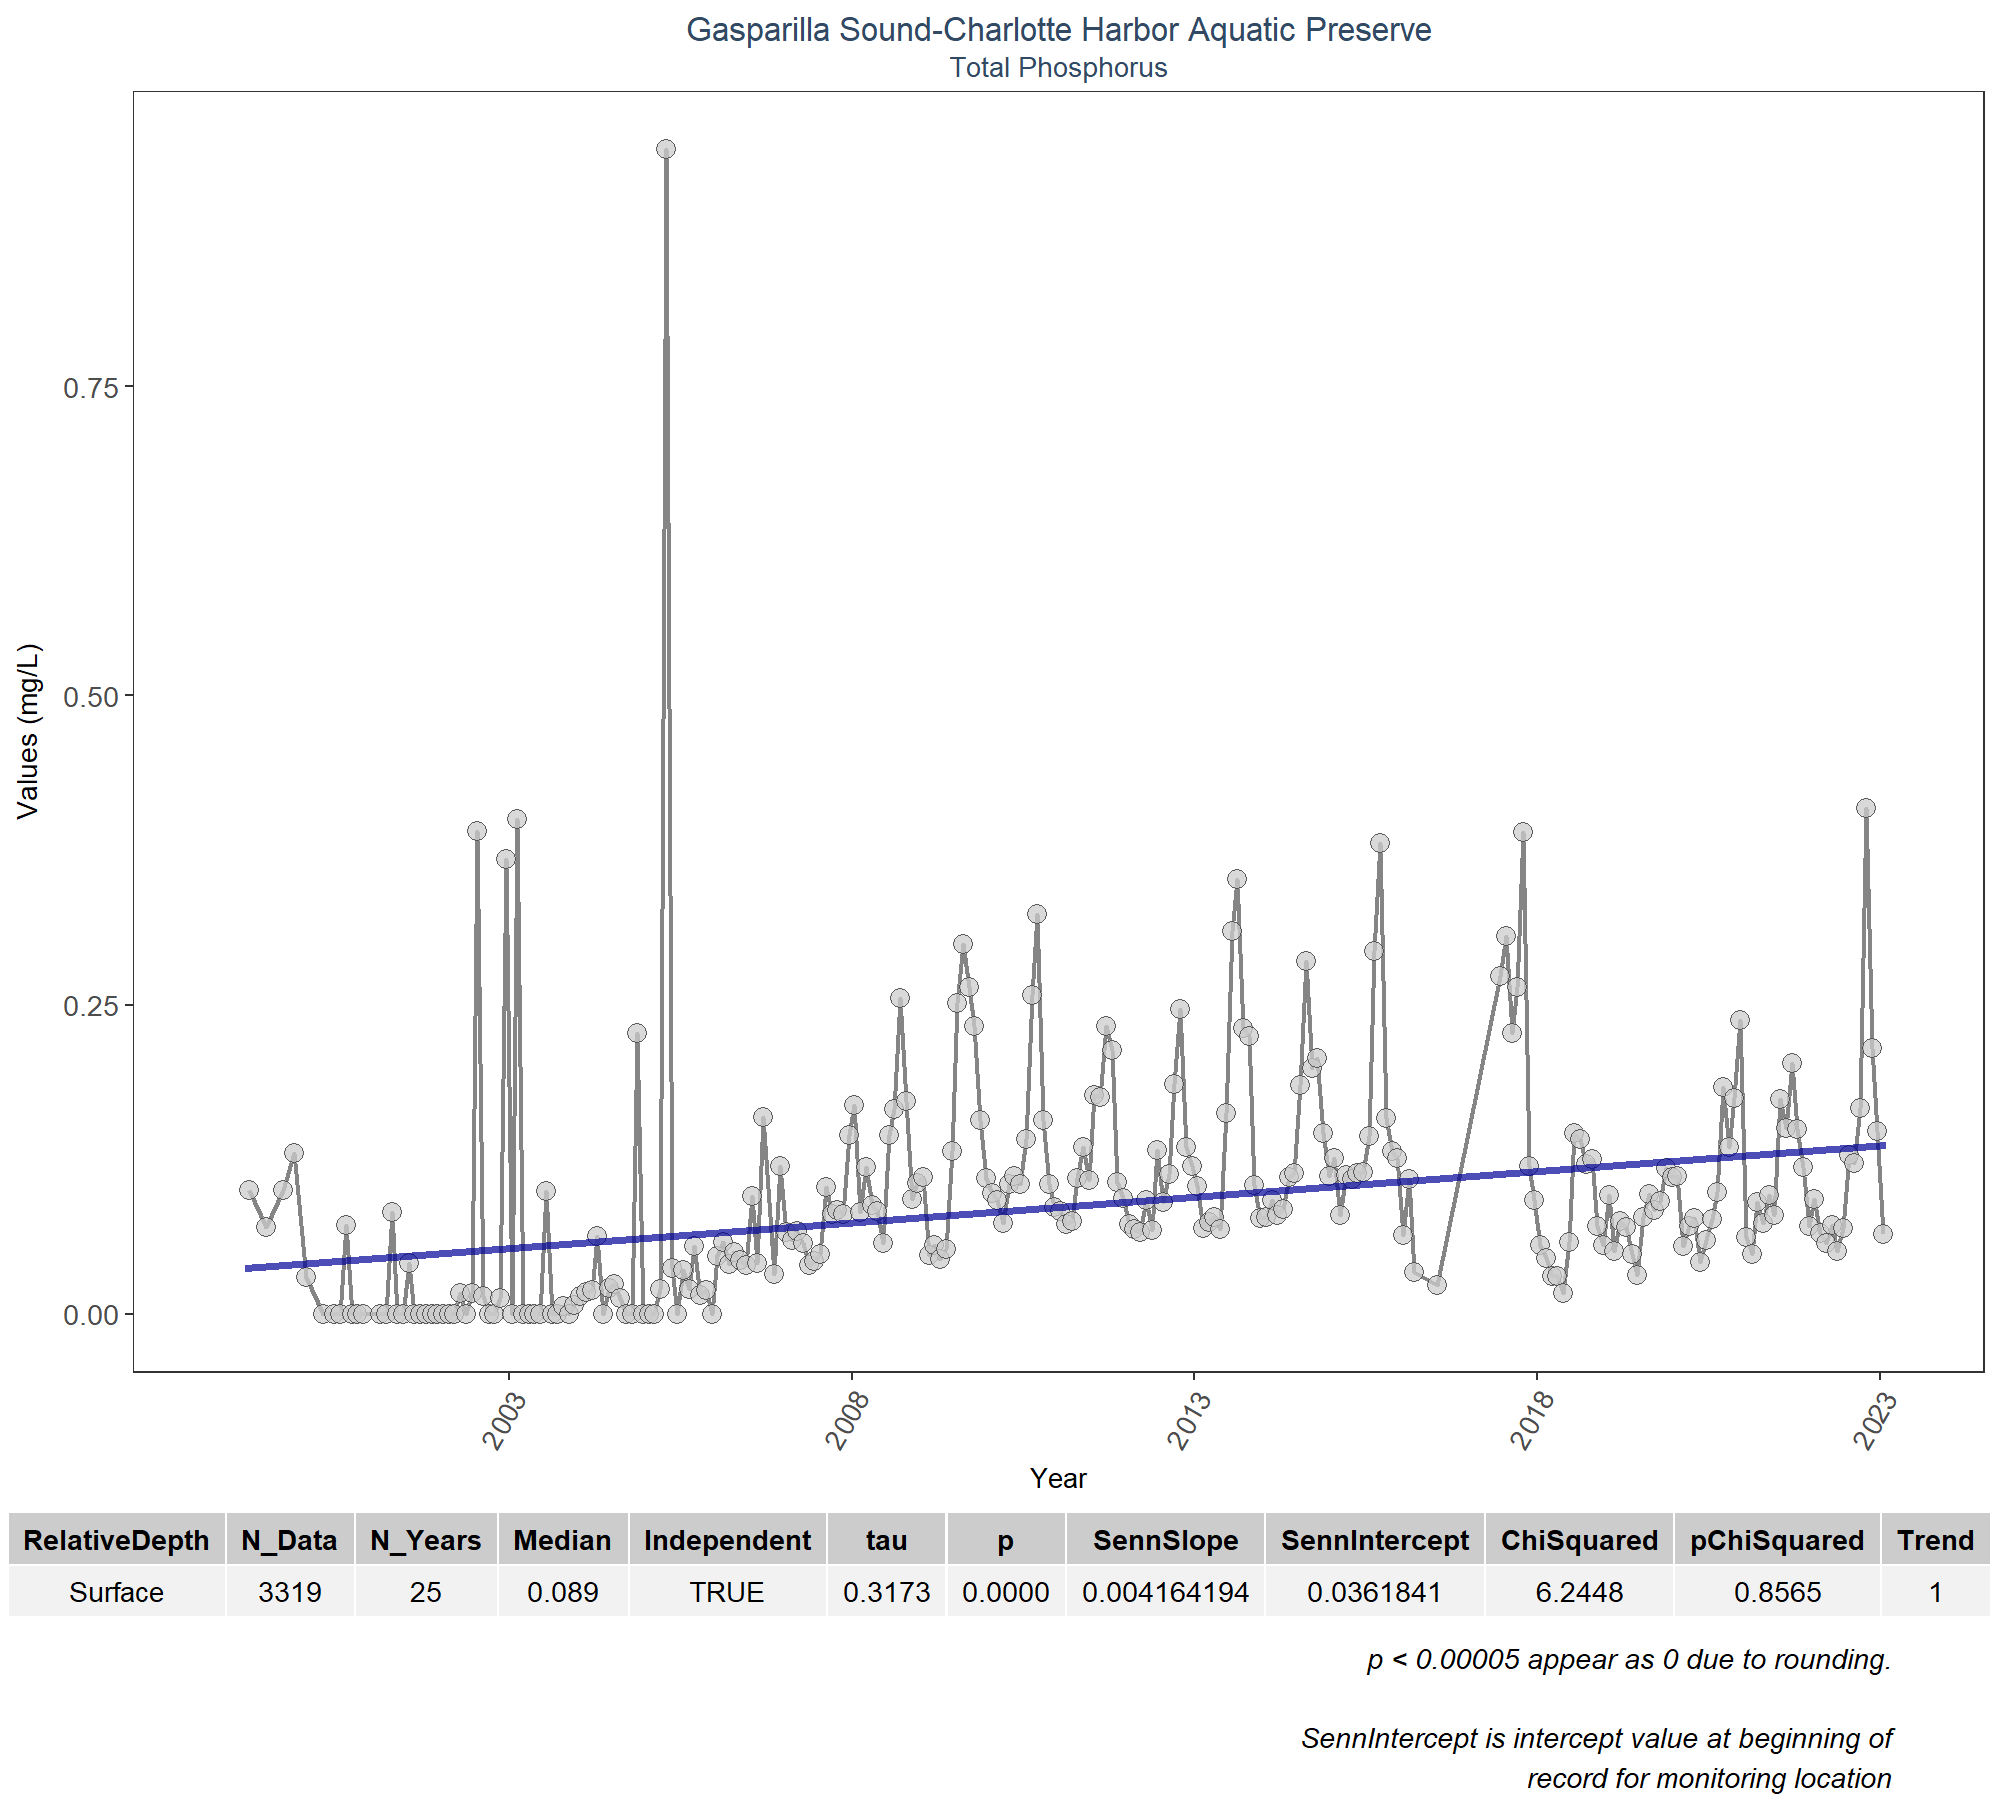 Gasparilla Sound-Charlotte Harbor Aquatic Preserve
Total Phosphorus
Values (mg/L)
0.75
0.50
0.25
0.00
2003 2008 2013 2018 2023
Year
RelativeDepth N_Data N_Years Median Independent tau p SennSlope SennIntercept ChiSquared pChiSquared Trend
Surface 3319 25 0.089 TRUE 0.3173 0.0000 0.004164194 0.0361841 6.2448 0.8565 1
p < 0.00005 appear as 0 due to rounding.
SennIntercept is intercept value at beginning of
record for monitoring location